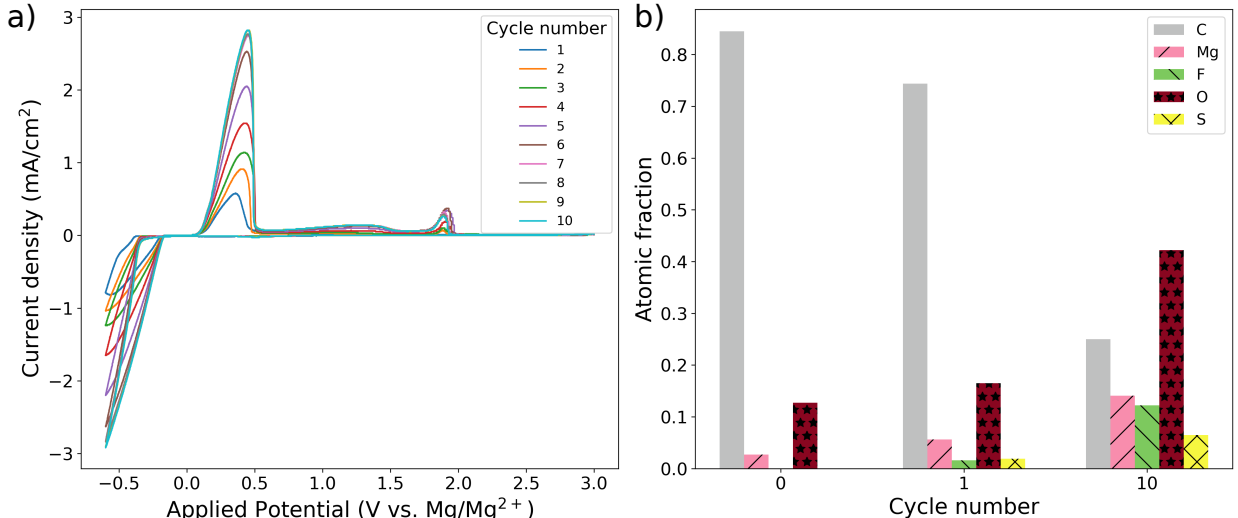 a)
Current density (mA/cm²)
3
2
1
0
−1
−2
−3
−0.5 0.0 0.5 1.0 1.5 2.0 2.5 3.0
Applied Potential (V vs. Mg/Mg²⁺)
Cycle number
1
2
3
4
5
6
7
8
9
10
b)
Atomic fraction
0.8
0.7
0.6
0.5
0.4
0.3
0.2
0.1
0.0
0 1 10
Cycle number
C
Mg
F
O
S